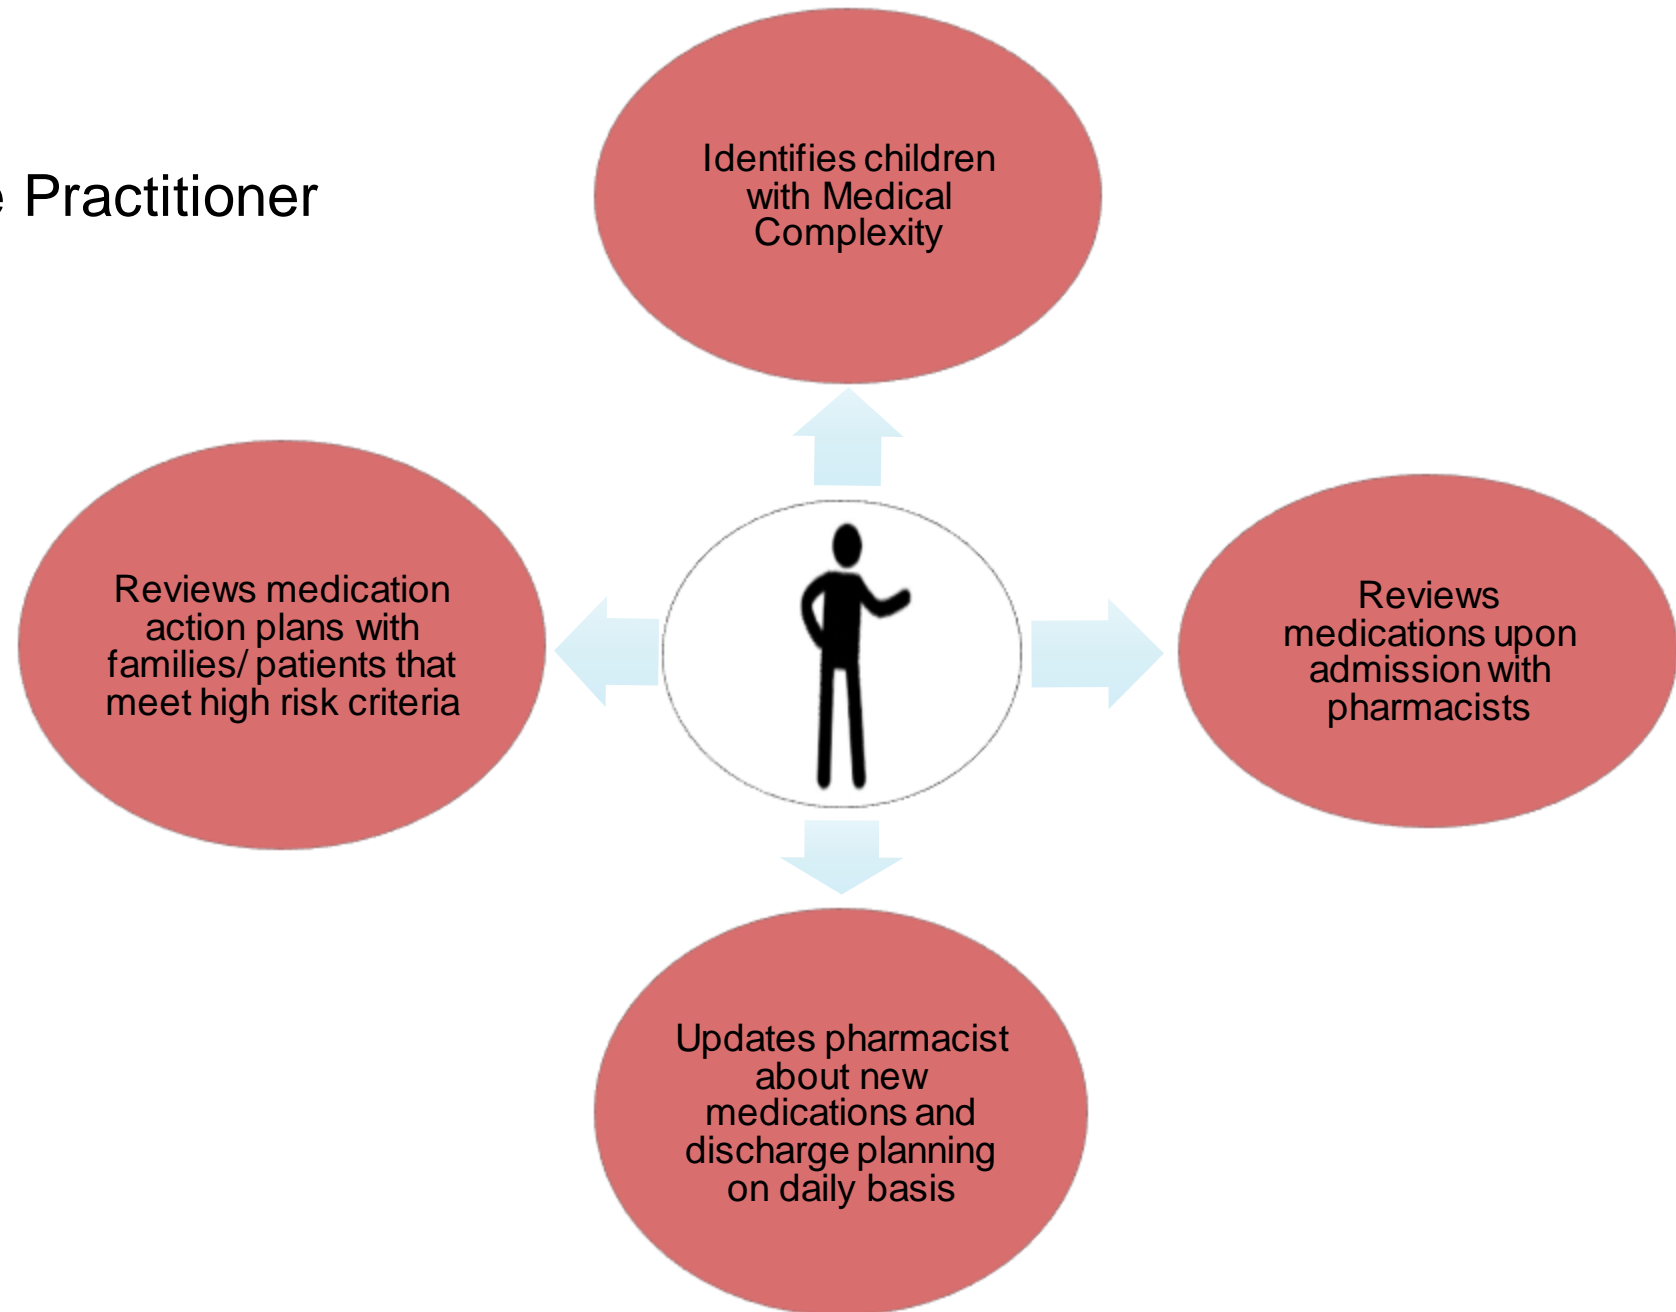 e Practitioner
Identifies children
with Medical
Complexity
Reviews medication
action plans with
families/ patients that
meet high risk criteria
Reviews
medications upon
admission with
pharmacists
Updates pharmacist
about new
medications and
discharge planning
on daily basis